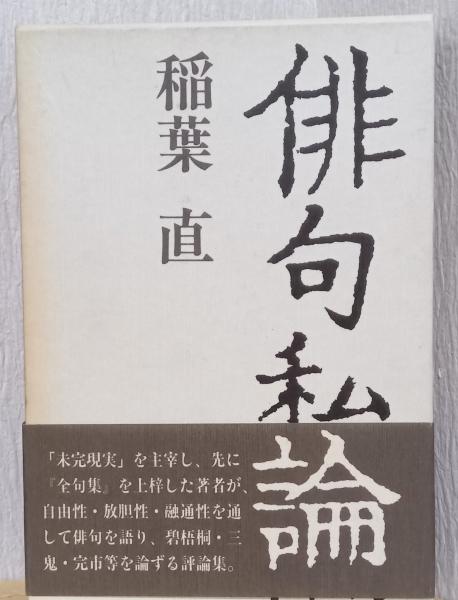 俳句私論
稲葉 直
「未完現実」を主宰し、先に
『全句集』を上梓した著者が、
自由性・放胆性・融通性を通
して俳句を語り、碧梧桐・三
鬼・完市等を論ずる評論集。